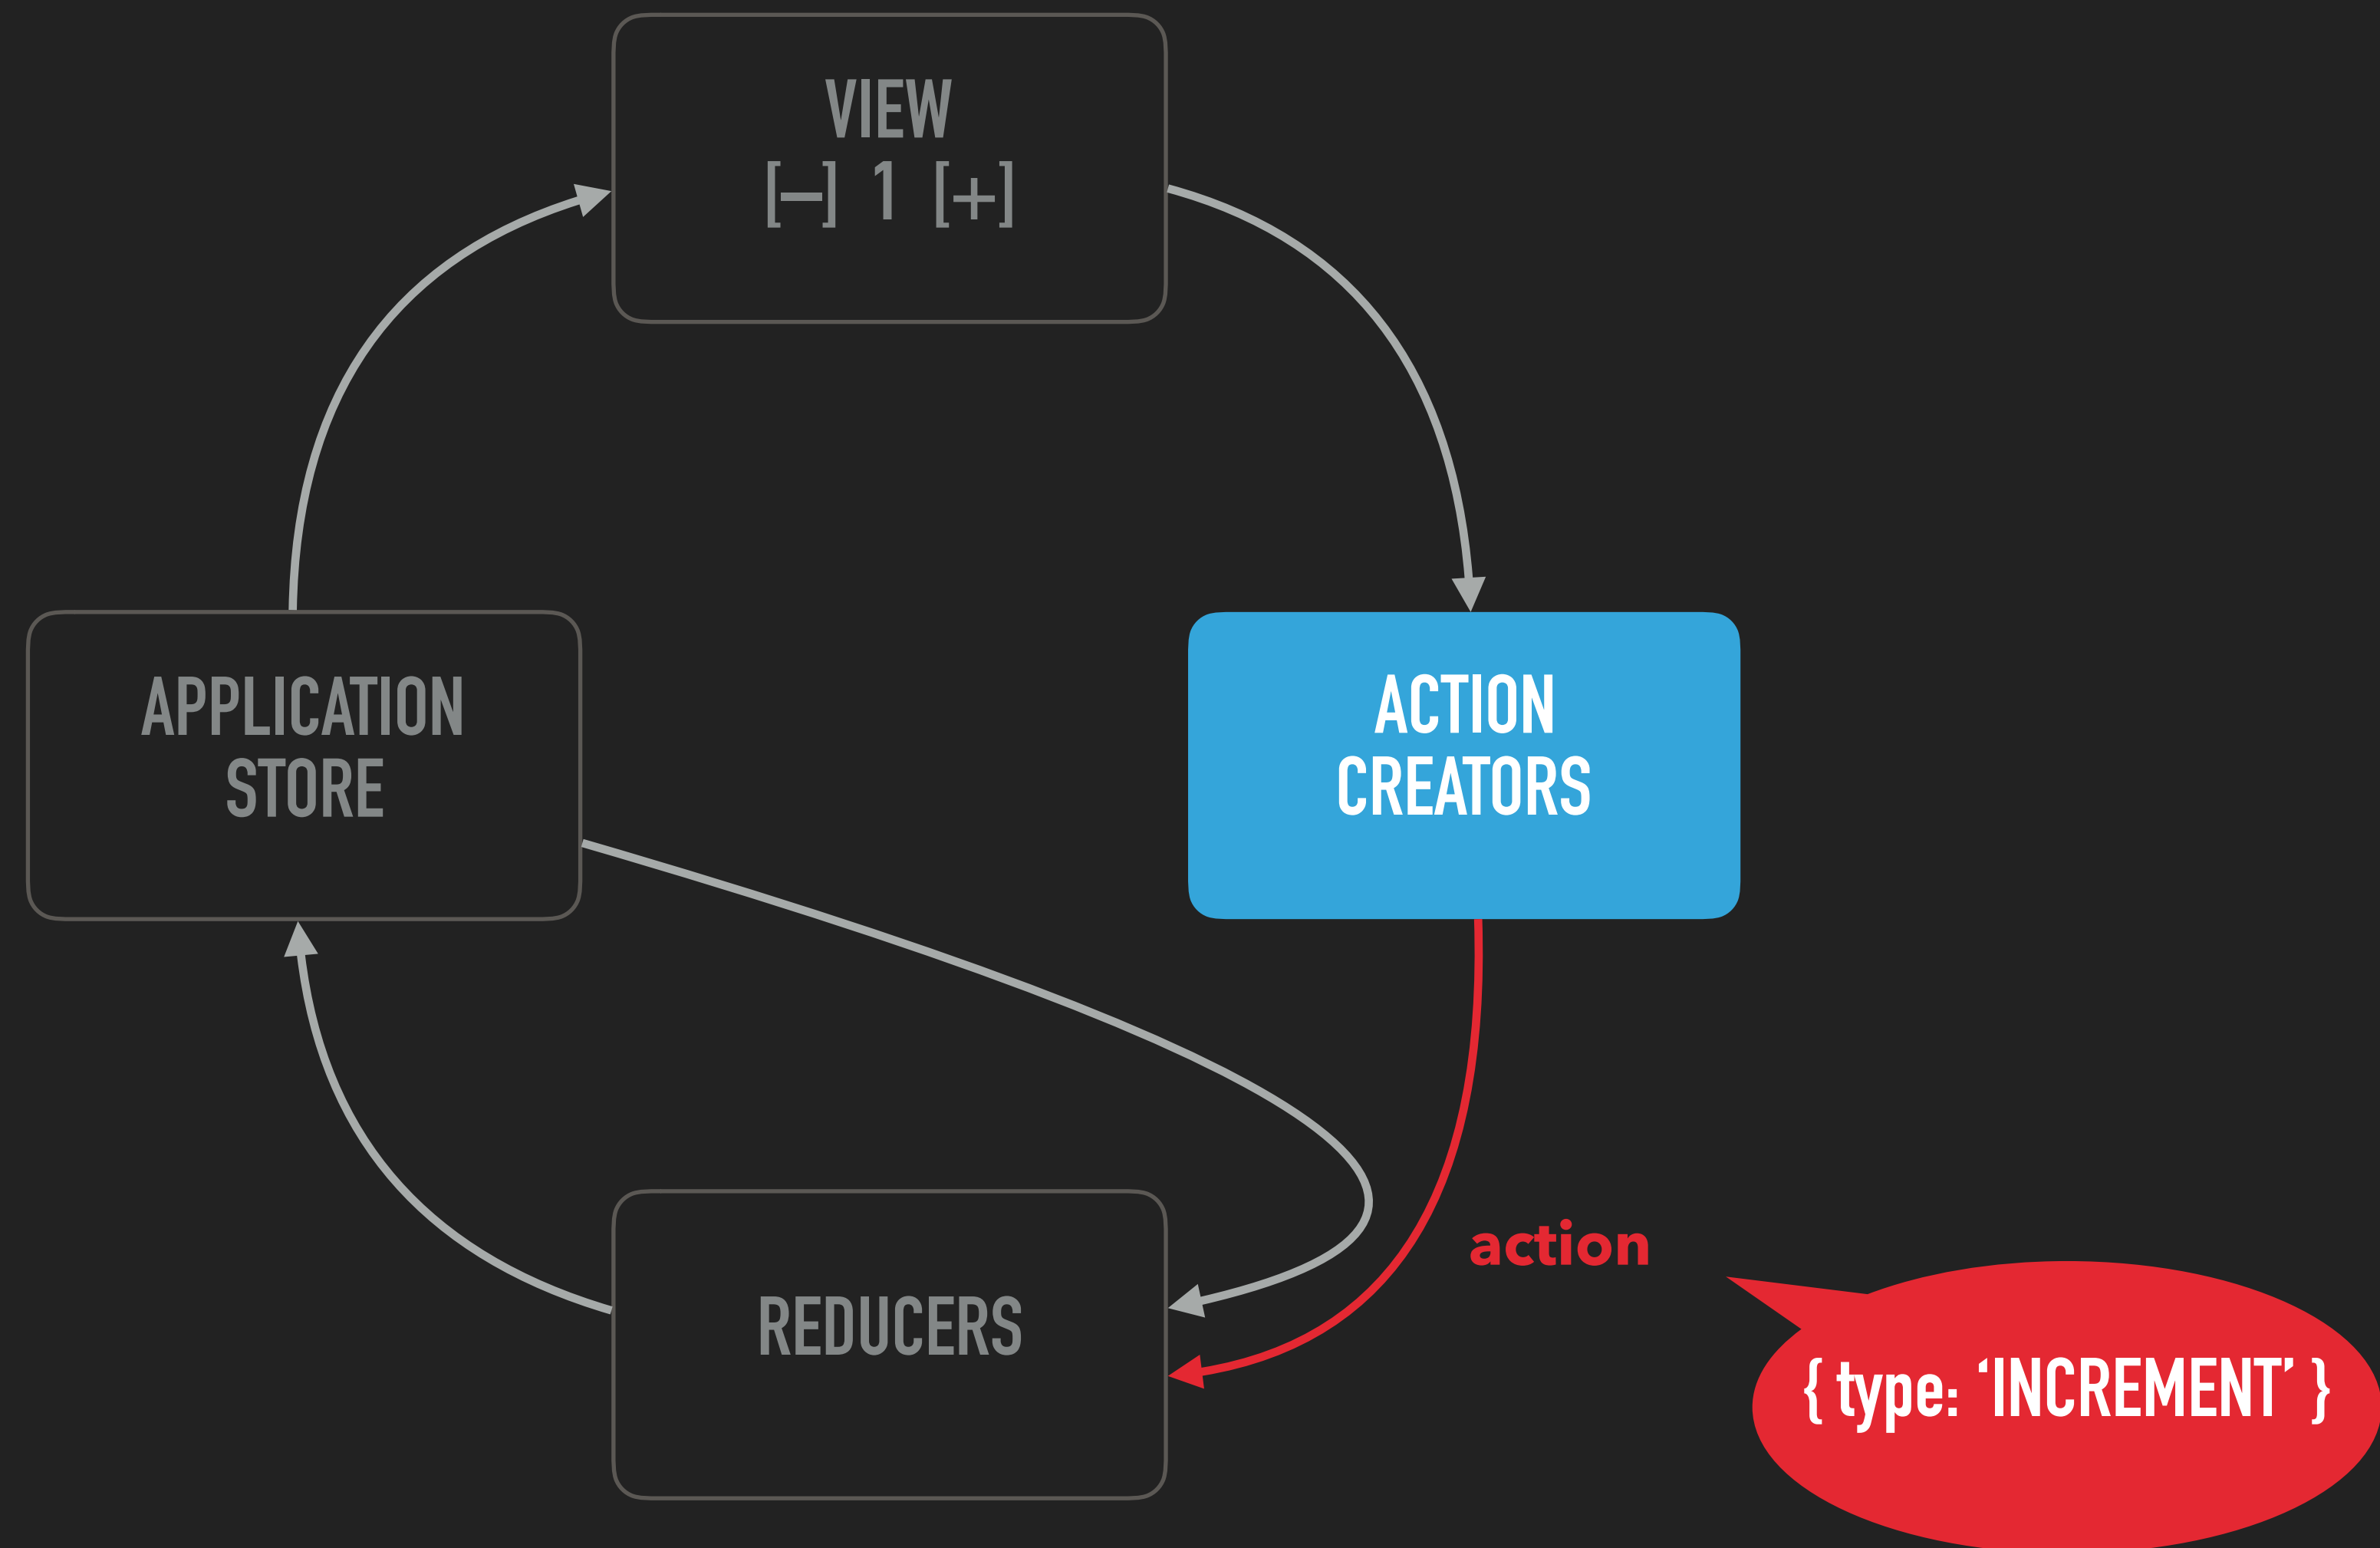 VIEW
[–] 1 [+]
APPLICATION
STORE
ACTION
CREATORS
action
REDUCERS
{ type: ‘INCREMENT’ }